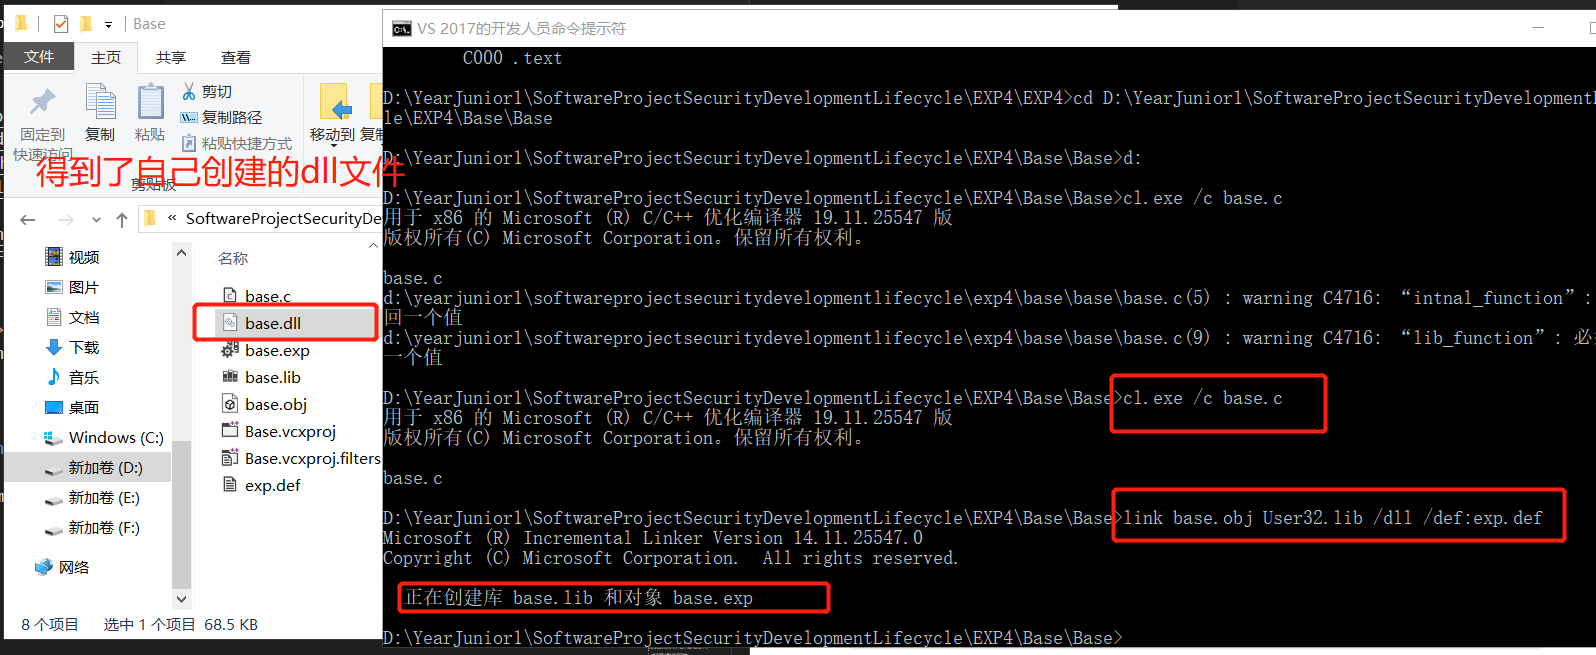 Base
文件 主页 共享 查看
固定到
快速访问
复制
粘贴
剪切
复制路径
粘贴快捷方式
移动到
剪贴板
得到了自己创建的dll文件
« SoftwareProjectSecurityDe
视频
图片
文档
下载
音乐
桌面
Windows (C:)
新加卷 (D:)
新加卷 (E:)
新加卷 (F:)
网络
名称
base.c
base.dll
base.exp
base.lib
base.obj
Base.vcxproj
Base.vcxproj.filters
exp.def
8 个项目 选中 1 个项目 68.5 KB
VS 2017的开发人员命令提示符
C000 .text
D:\YearJunior1\SoftwareProjectSecurityDevelopmentLifecycle\EXP4\EXP4>cd D:\YearJunior1\SoftwareProjectSecurityDevelopment
le\EXP4\Base\Base
D:\YearJunior1\SoftwareProjectSecurityDevelopmentLifecycle\EXP4\Base\Base>d:
D:\YearJunior1\SoftwareProjectSecurityDevelopmentLifecycle\EXP4\Base\Base>cl.exe /c base.c
用于 x86 的 Microsoft (R) C/C++ 优化编译器 19.11.25547 版
版权所有(C) Microsoft Corporation。保留所有权利。
base.c
d:\yearjunior1\softwareprojectsecuritydevelopmentlifecycle\exp4\base\base\base.c(5) : warning C4716: “intnal_function”:
回一个值
d:\yearjunior1\softwareprojectsecuritydevelopmentlifecycle\exp4\base\base\base.c(9) : warning C4716: “lib_function”: 必
一个值
D:\YearJunior1\SoftwareProjectSecurityDevelopmentLifecycle\EXP4\Base\Base>cl.exe /c base.c
用于 x86 的 Microsoft (R) C/C++ 优化编译器 19.11.25547 版
版权所有(C) Microsoft Corporation。保留所有权利。
base.c
D:\YearJunior1\SoftwareProjectSecurityDevelopmentLifecycle\EXP4\Base\Base>link base.obj User32.lib /dll /def:exp.def
Microsoft (R) Incremental Linker Version 14.11.25547.0
Copyright (C) Microsoft Corporation.  All rights reserved.
正在创建库 base.lib 和对象 base.exp
D:\YearJunior1\SoftwareProjectSecurityDevelopmentLifecycle\EXP4\Base\Base>